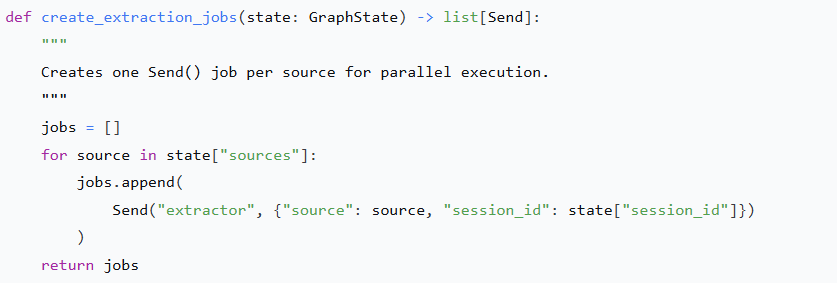 def create_extraction_jobs(state: GraphState) -> list[Send]:
    """
    Creates one Send() job per source for parallel execution.
    """
    jobs = []
    for source in state["sources"]:
        jobs.append(
            Send("extractor", {"source": source, "session_id": state["session_id"]})
        )
    return jobs